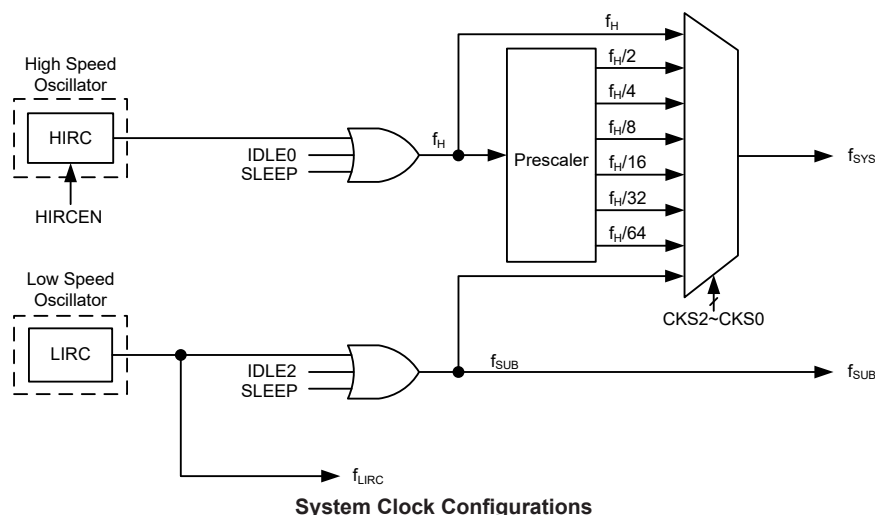 High Speed
Oscillator
HIRC
HIRCEN
IDLE0
SLEEP
fH
fH
Prescaler
fH/2
fH/4
fH/8
fH/16
fH/32
fH/64
CKS2~CKS0
fSYS
Low Speed
Oscillator
LIRC
IDLE2
SLEEP
fSUB
fSUB
fLIRC
System Clock Configurations